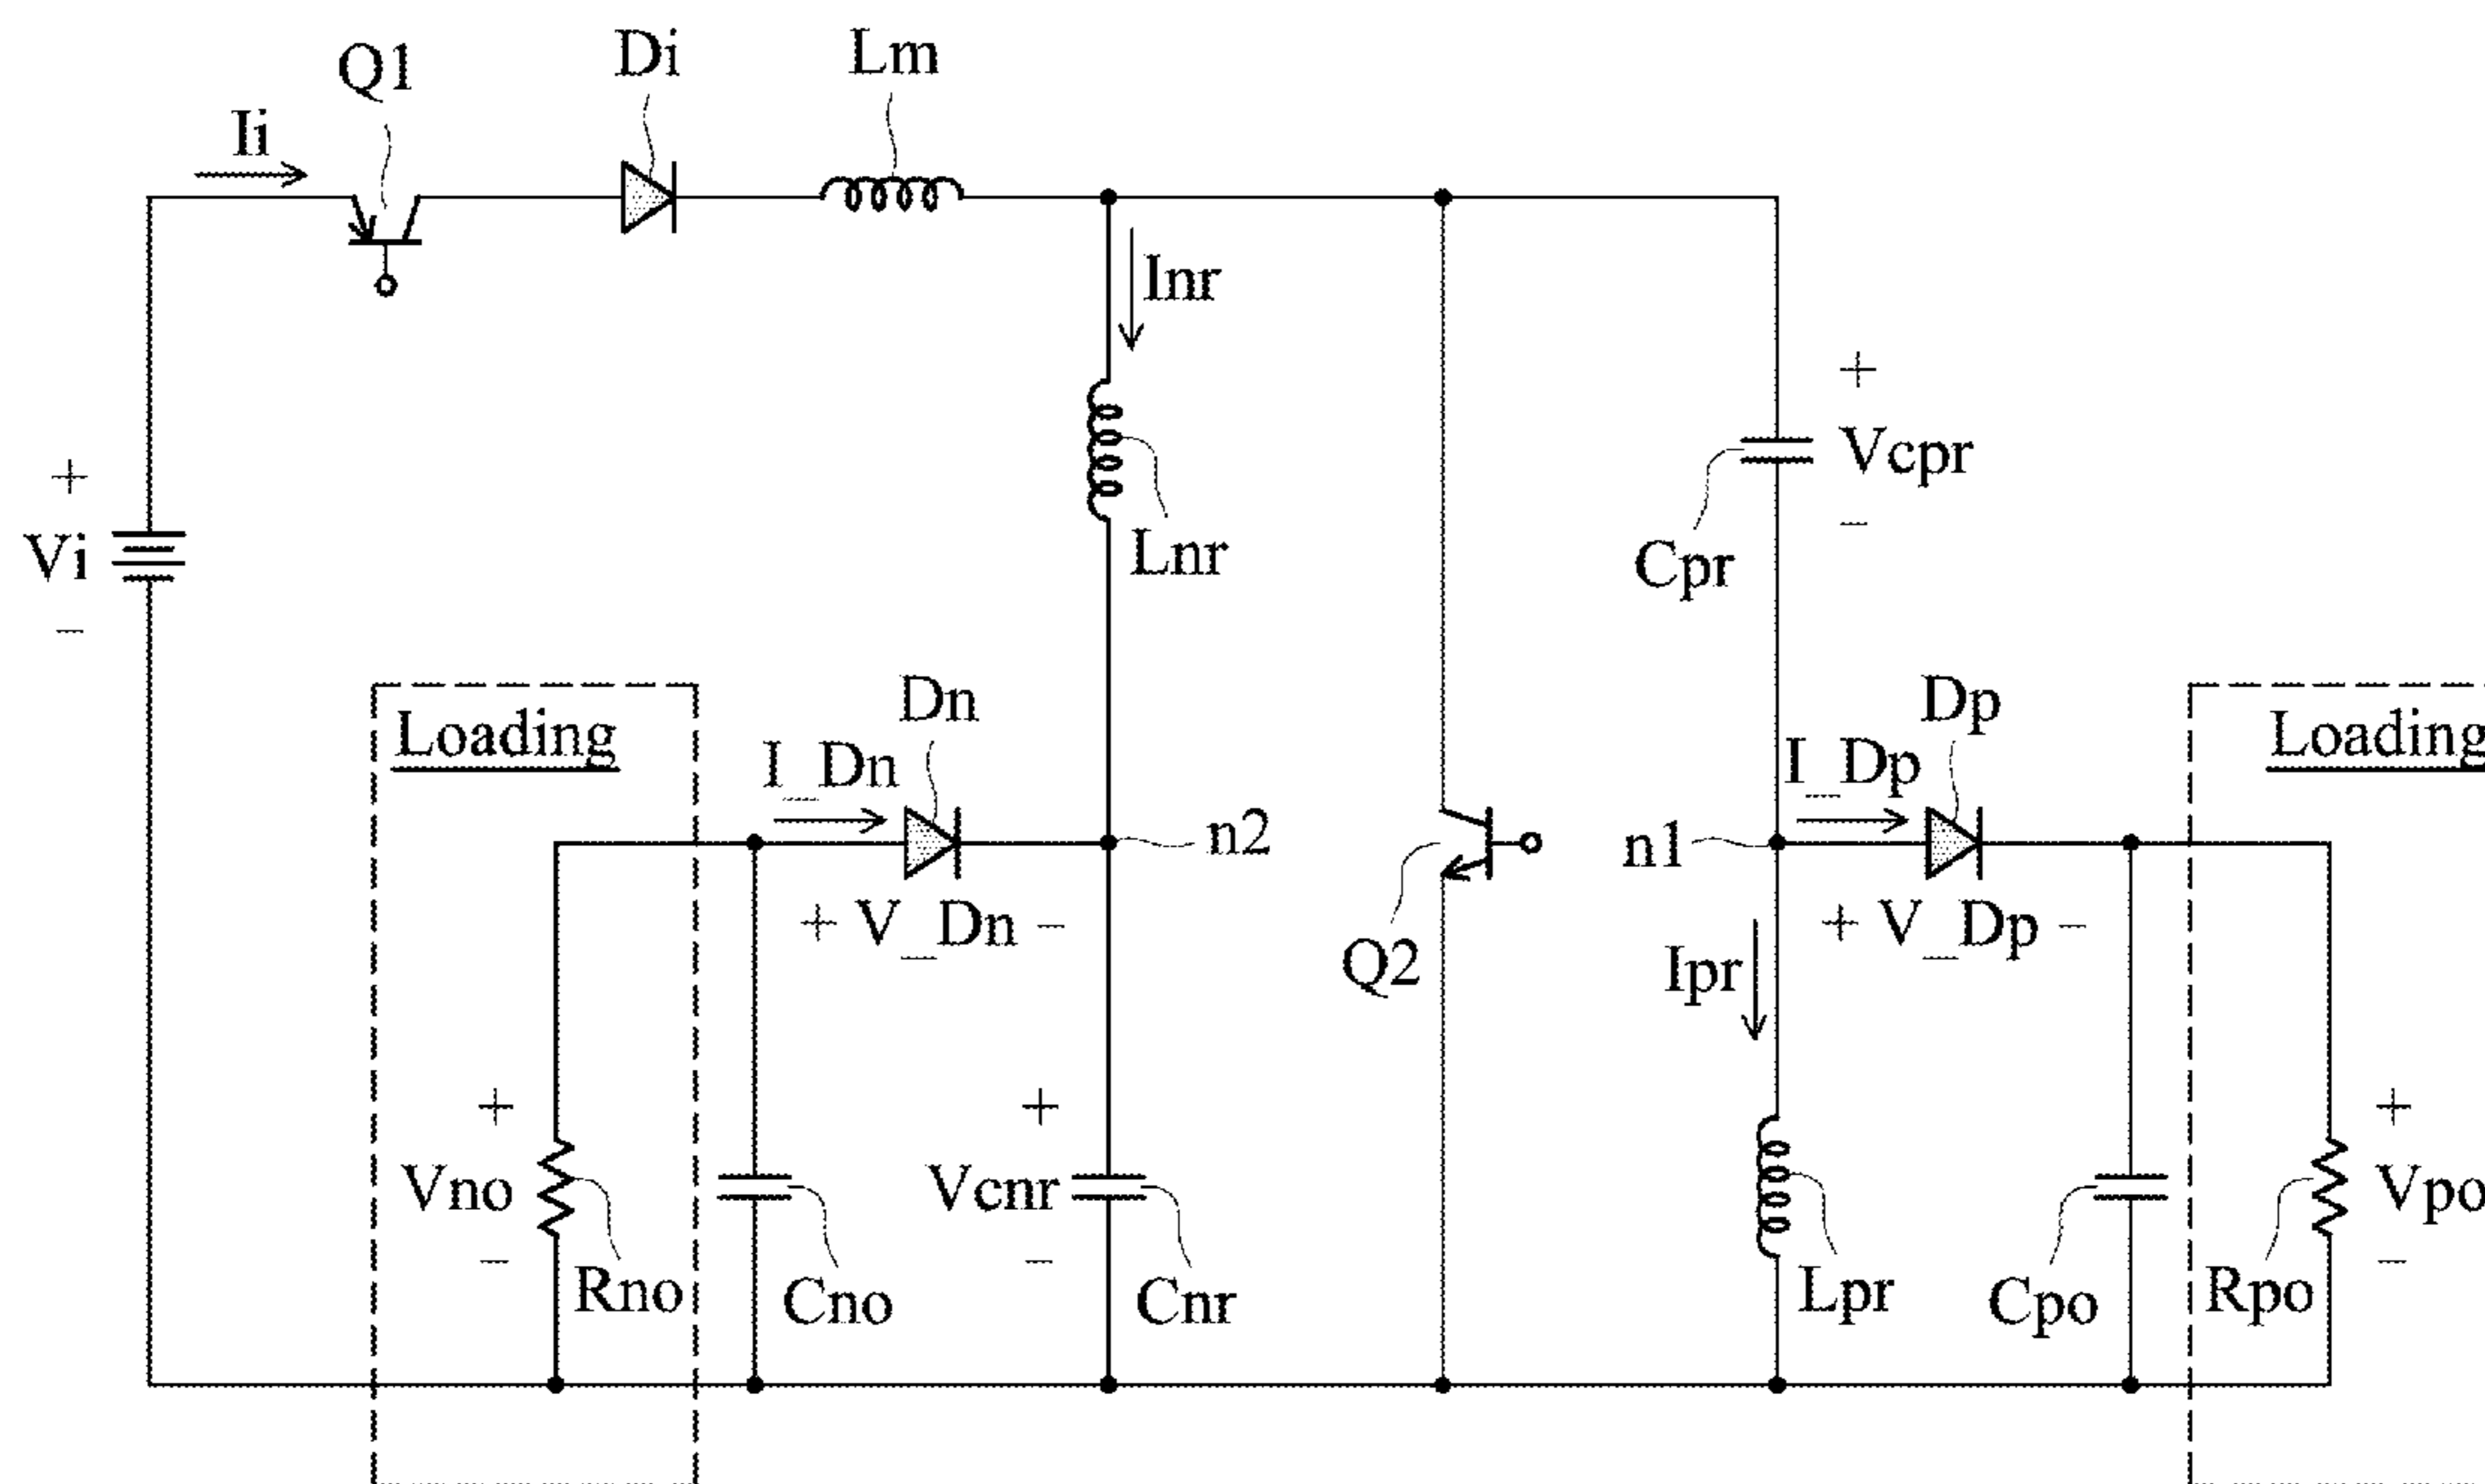 Q1
Di
Lm
Ii
Inr
+
Vcpr
−
+
Vi
−
Lnr
Cpr
Loading
Dn
I_Dn
n2
+ V_Dn −
Q2
n1
Dp
I_Dp
Loading
+ V_Dp −
Ipr
+
Vno
−
Rno
Cno
+
Vcnr
−
Cnr
Lpr
Cpo
Rpo
+
Vpo
−